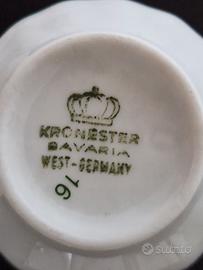 KRONESTER
BAVARIA
WEST-GERMANY
16
subito